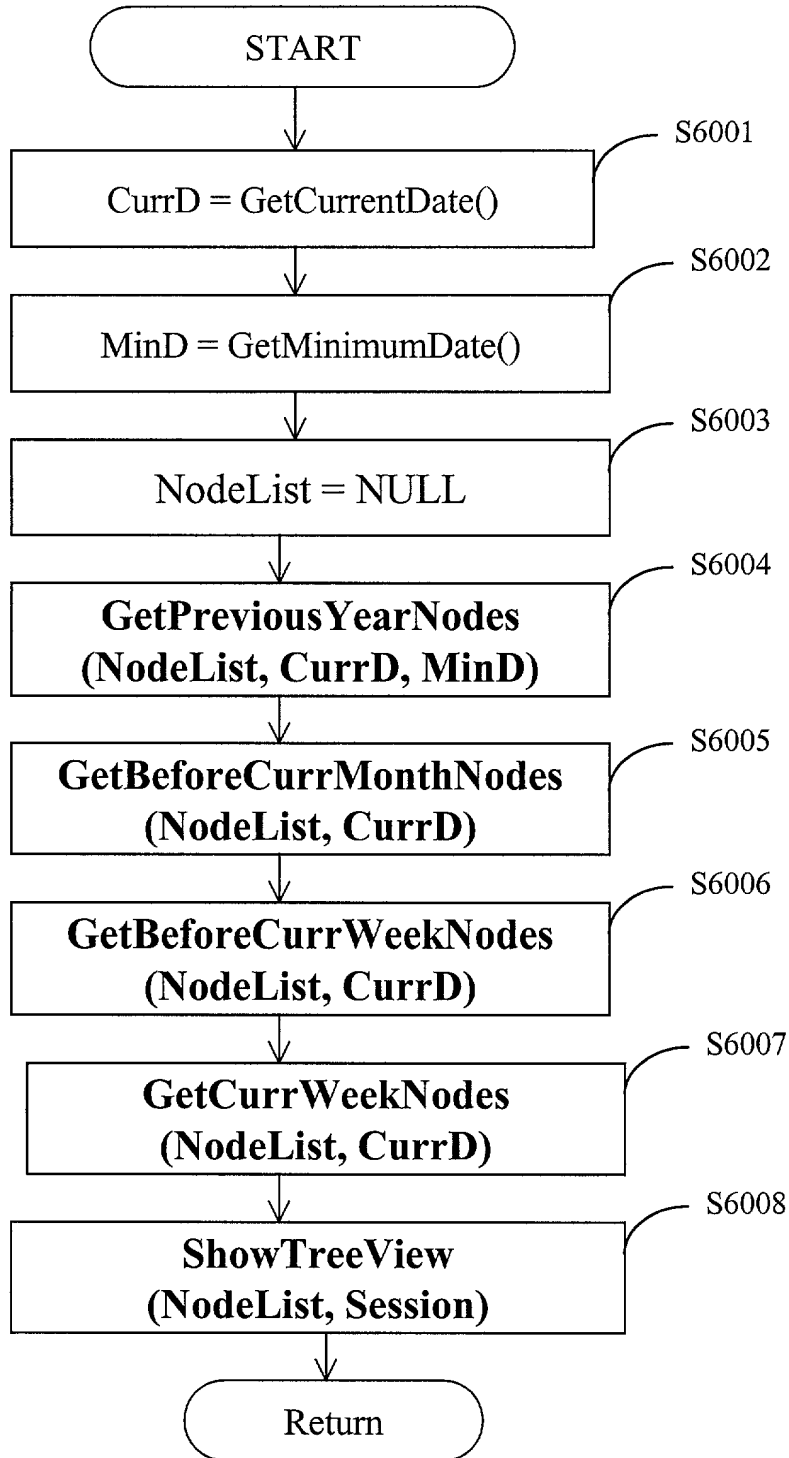 START
S6001
CurrD = GetCurrentDate()
S6002
MinD = GetMinimumDate()
S6003
NodeList = NULL
S6004
GetPreviousYearNodes
(NodeList, CurrD, MinD)
S6005
GetBeforeCurrMonthNodes
(NodeList, CurrD)
S6006
GetBeforeCurrWeekNodes
(NodeList, CurrD)
S6007
GetCurrWeekNodes
(NodeList, CurrD)
S6008
ShowTreeView
(NodeList, Session)
Return